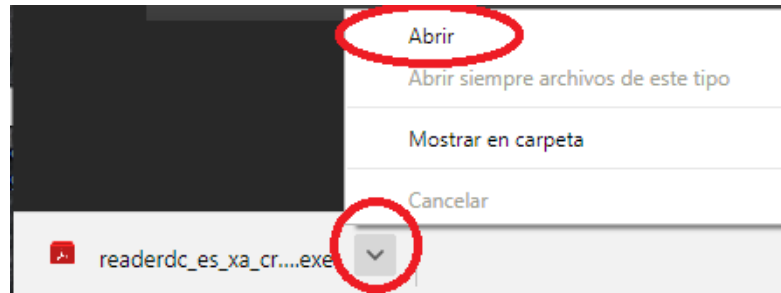 Abrir
Abrir siempre archivos de este tipo
Mostrar en carpeta
Cancelar
readerdc_es_xa_cr....exe